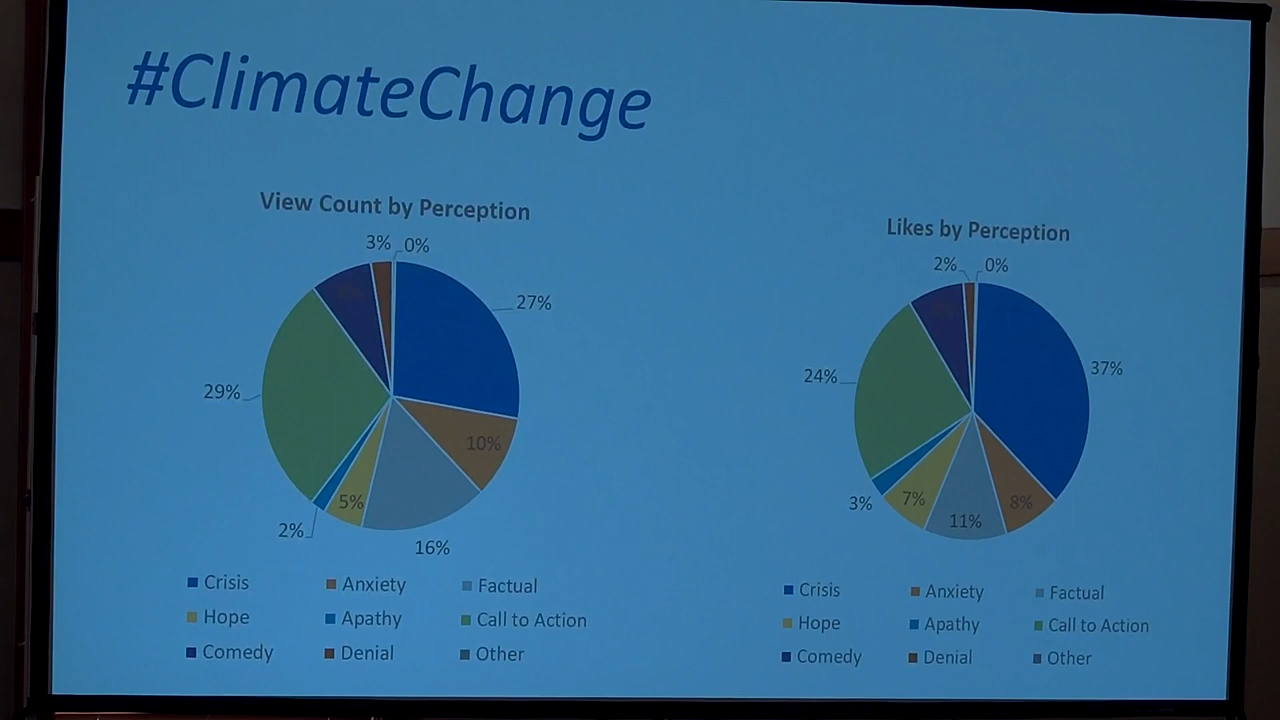 #ClimateChange
View Count by Perception
3% 0%
27%
10%
16%
5%
2%
29%
Crisis Anxiety Factual
Hope Apathy Call to Action
Comedy Denial Other
Likes by Perception
2% 0%
37%
8%
11%
7%
3%
24%
Crisis Anxiety Factual
Hope Apathy Call to Action
Comedy Denial Other